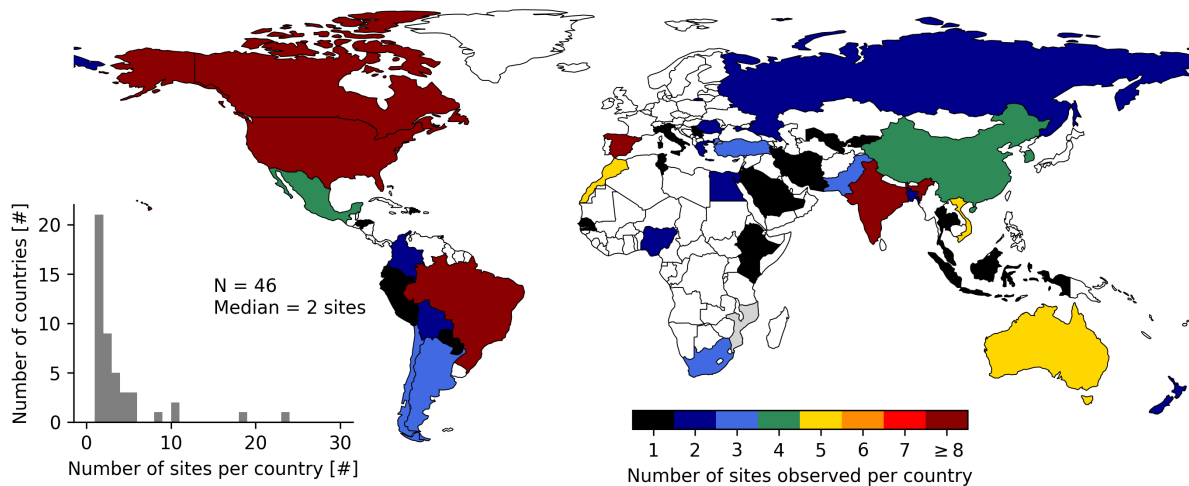 Number of countries [#]
20
15
10
5
0
0 10 20 30
Number of sites per country [#]
N = 46
Median = 2 sites
1 2 3 4 5 6 7 ≥ 8
Number of sites observed per country